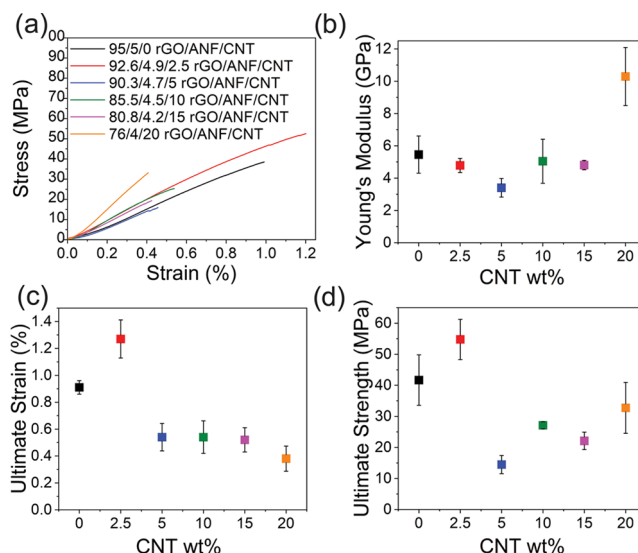 (a)
100
90
80
70
60
50
40
30
20
10
0
Stress (MPa)
95/5/0 rGO/ANF/CNT
92.6/4.9/2.5 rGO/ANF/CNT
90.3/4.7/5 rGO/ANF/CNT
85.5/4.5/10 rGO/ANF/CNT
80.8/4.2/15 rGO/ANF/CNT
76/4/20 rGO/ANF/CNT
0.0 0.2 0.4 0.6 0.8 1.0 1.2
Strain (%)
(b)
Young's Modulus (GPa)
12
10
8
6
4
2
0
0 2.5 5 10 15 20
CNT wt%
(c)
Ultimate Strain (%)
1.4
1.2
1.0
0.8
0.6
0.4
0.2
0.0
0 2.5 5 10 15 20
CNT wt%
(d)
Ultimate Strength (MPa)
60
50
40
30
20
10
0
0 2.5 5 10 15 20
CNT wt%